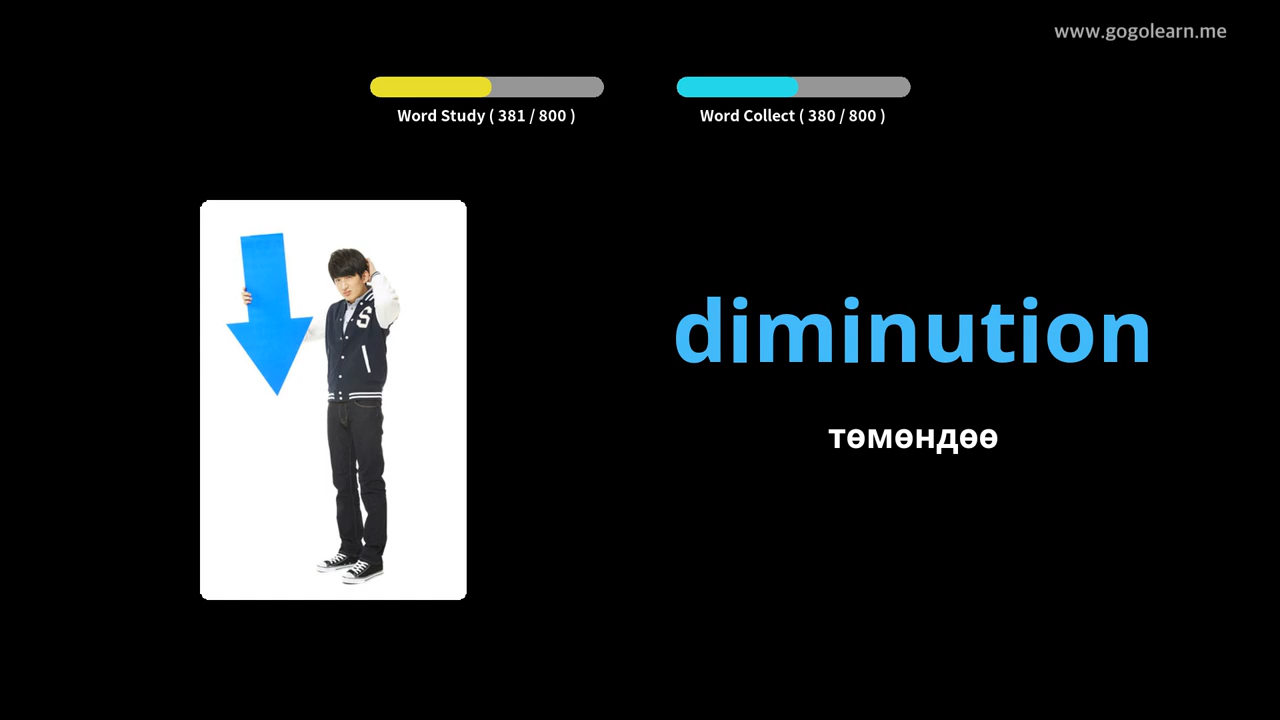 www.gogolearn.me
Word Study ( 381 / 800 )
Word Collect ( 380 / 800 )
S
diminution
төмөндөө